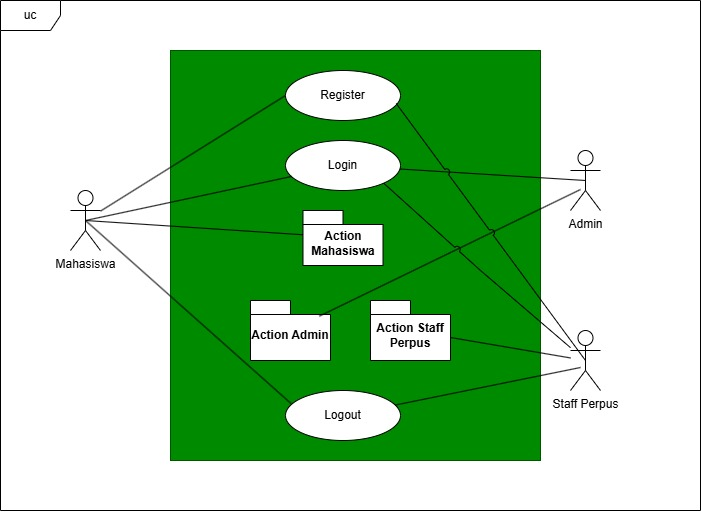 uc
Register
Login
Action
Mahasiswa
Mahasiswa
Admin
Action Admin
Action Staff
Perpus
Logout
Staff Perpus